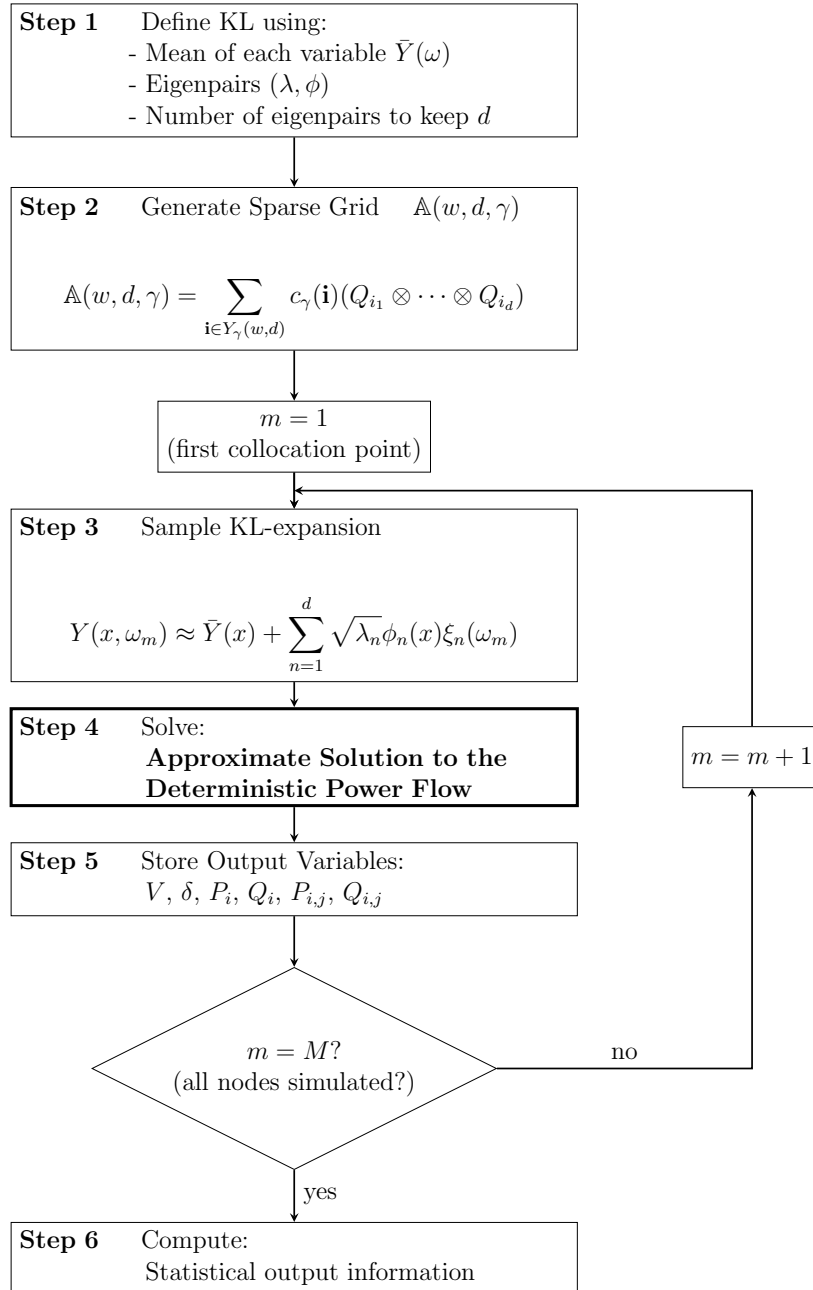 Step 1 Define KL using:
- Mean of each variable Ȳ(ω)
- Eigenpairs (λ, ϕ)
- Number of eigenpairs to keep d
Step 2 Generate Sparse Grid 𝔸(w, d, γ)
𝔸(w, d, γ) = ∑_{𝐢∈Y_γ(w,d)} c_γ(𝐢)(Q_{i_1} ⊗ ⋯ ⊗ Q_{i_d})
m = 1
(first collocation point)
Step 3 Sample KL-expansion
Y(x, ω_m) ≈ Ȳ(x) + ∑_{n=1}^{d} √λ_n ϕ_n(x)ξ_n(ω_m)
Step 4 Solve:
Approximate Solution to the
Deterministic Power Flow
m = m + 1
Step 5 Store Output Variables:
V, δ, P_i, Q_i, P_{i,j}, Q_{i,j}
m = M?
(all nodes simulated?)
no
yes
Step 6 Compute:
Statistical output information